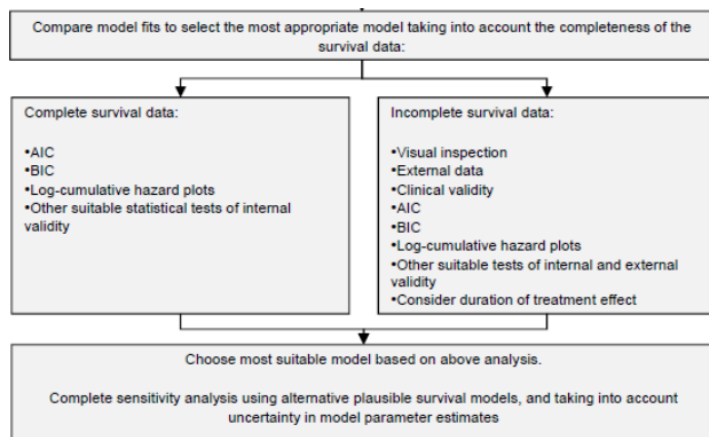 Compare model fits to select the most appropriate model taking into account the completeness of the
survival data:
Complete survival data:
•AIC
•BIC
•Log-cumulative hazard plots
•Other suitable statistical tests of internal
validity
Incomplete survival data:
•Visual inspection
•External data
•Clinical validity
•AIC
•BIC
•Log-cumulative hazard plots
•Other suitable tests of internal and external
validity
•Consider duration of treatment effect
Choose most suitable model based on above analysis.
Complete sensitivity analysis using alternative plausible survival models, and taking into account
uncertainty in model parameter estimates